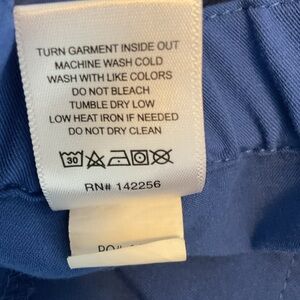 TURN GARMENT INSIDE OUT
MACHINE WASH COLD
WASH WITH LIKE COLORS
DO NOT BLEACH
TUMBLE DRY LOW
LOW HEAT IRON IF NEEDED
DO NOT DRY CLEAN
30
RN# 142256